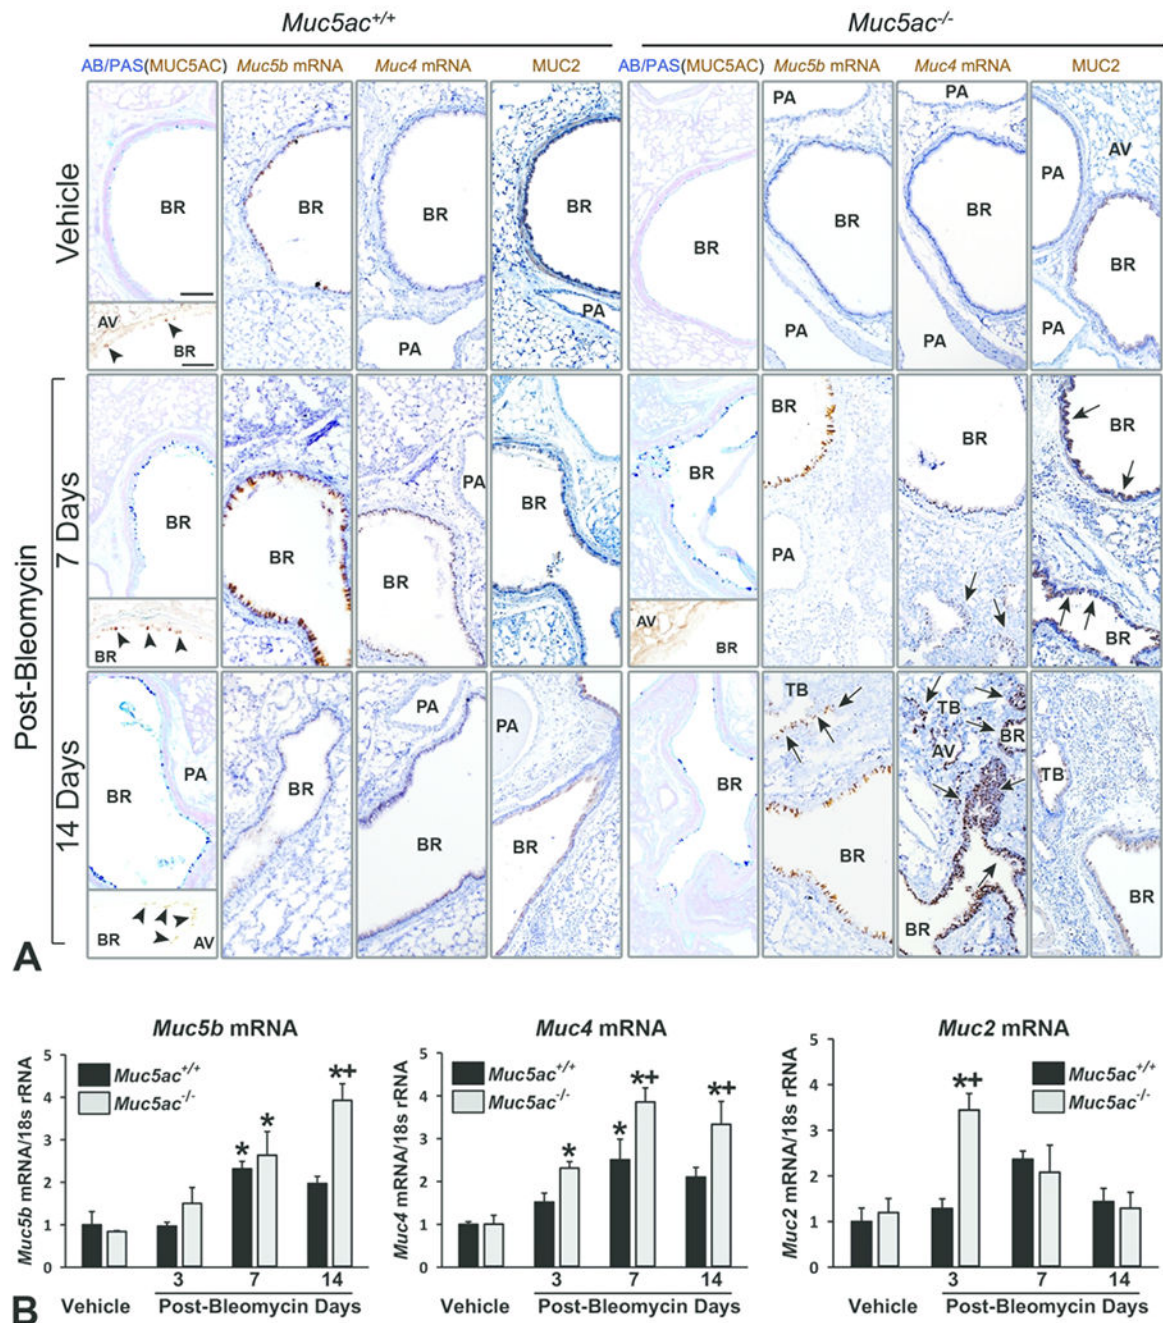 Muc5ac+/+ Muc5ac-/-
AB/PAS(MUC5AC) Muc5b mRNA Muc4 mRNA MUC2 AB/PAS(MUC5AC) Muc5b mRNA Muc4 mRNA MUC2
Vehicle
BR
AV
BR
BR
BR
PA
BR
PA
BR
PA
BR
PA
PA
BR
PA
PA
AV
BR
PA
Post-Bleomycin
7 Days
BR
BR
BR
PA
BR
BR
BR
AV
BR
BR
PA
BR
BR
BR
14 Days
BR
PA
BR
AV
BR
PA
BR
PA
BR
BR
TB
BR
TB
BR
AV
BR
TB
BR
A
Muc5b mRNA
Muc5b mRNA/18s rRNA
5
4
3
2
1
0
Muc5ac+/+
Muc5ac-/-
* * *+
3 7 14
Vehicle Post-Bleomycin Days
Muc4 mRNA
Muc4 mRNA/18s rRNA
5
4
3
2
1
0
Muc5ac+/+
Muc5ac-/-
* * *+ *+
3 7 14
Vehicle Post-Bleomycin Days
Muc2 mRNA
Muc2 mRNA/18s rRNA
5
4
3
2
1
0
Muc5ac+/+
Muc5ac-/-
*+
3 7 14
Vehicle Post-Bleomycin Days
B